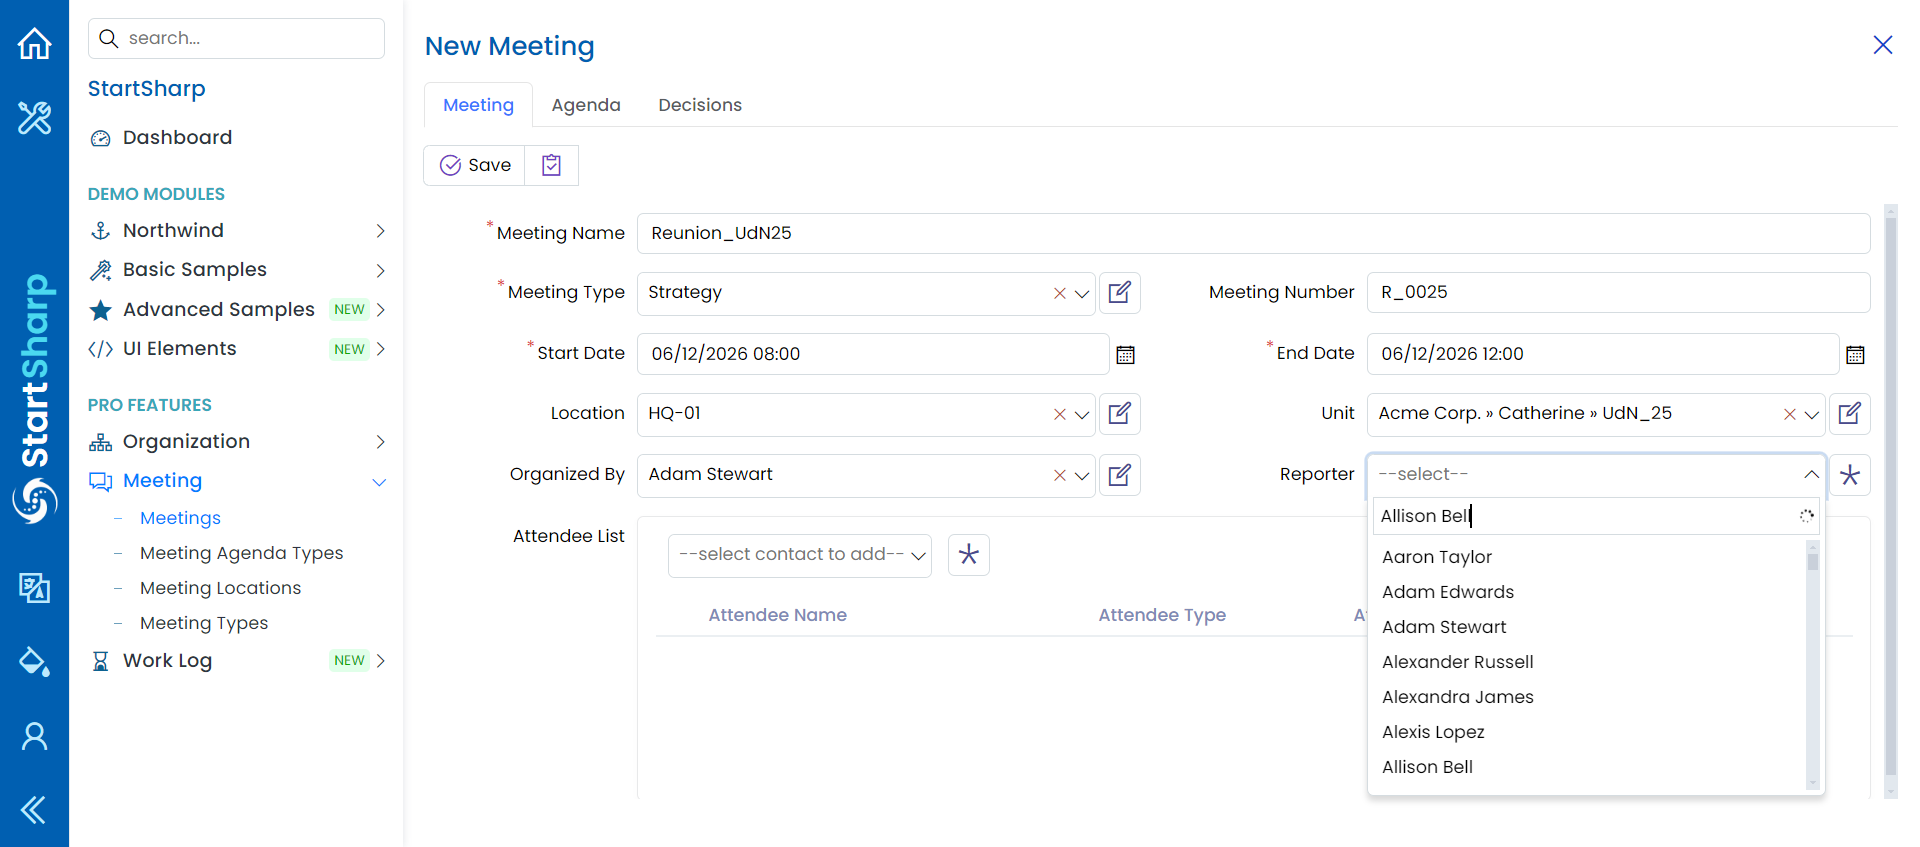 search...
StartSharp
Dashboard
DEMO MODULES
Northwind
Basic Samples
Advanced Samples NEW
UI Elements NEW
PRO FEATURES
Organization
Meeting
Meetings
Meeting Agenda Types
Meeting Locations
Meeting Types
Work Log NEW
StartSharp
New Meeting
Meeting Agenda Decisions
Save
* Meeting Name Reunion_UdN25
* Meeting Type Strategy Meeting Number R_0025
* Start Date 06/12/2026 08:00 * End Date 06/12/2026 12:00
Location HQ-01 Unit Acme Corp. » Catherine » UdN_25
Organized By Adam Stewart Reporter --select--
Allison Bell
Aaron Taylor
Adam Edwards
Adam Stewart
Alexander Russell
Alexandra James
Alexis Lopez
Allison Bell
Attendee List --select contact to add--
Attendee Name Attendee Type